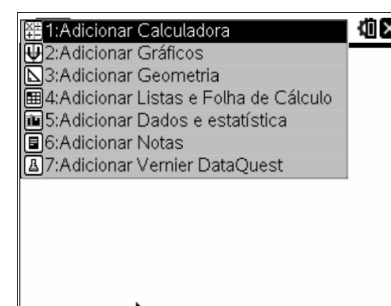 1:Adicionar Calculadora
2:Adicionar Gráficos
3:Adicionar Geometria
4:Adicionar Listas e Folha de Cálculo
5:Adicionar Dados e estatística
6:Adicionar Notas
7:Adicionar Vernier DataQuest